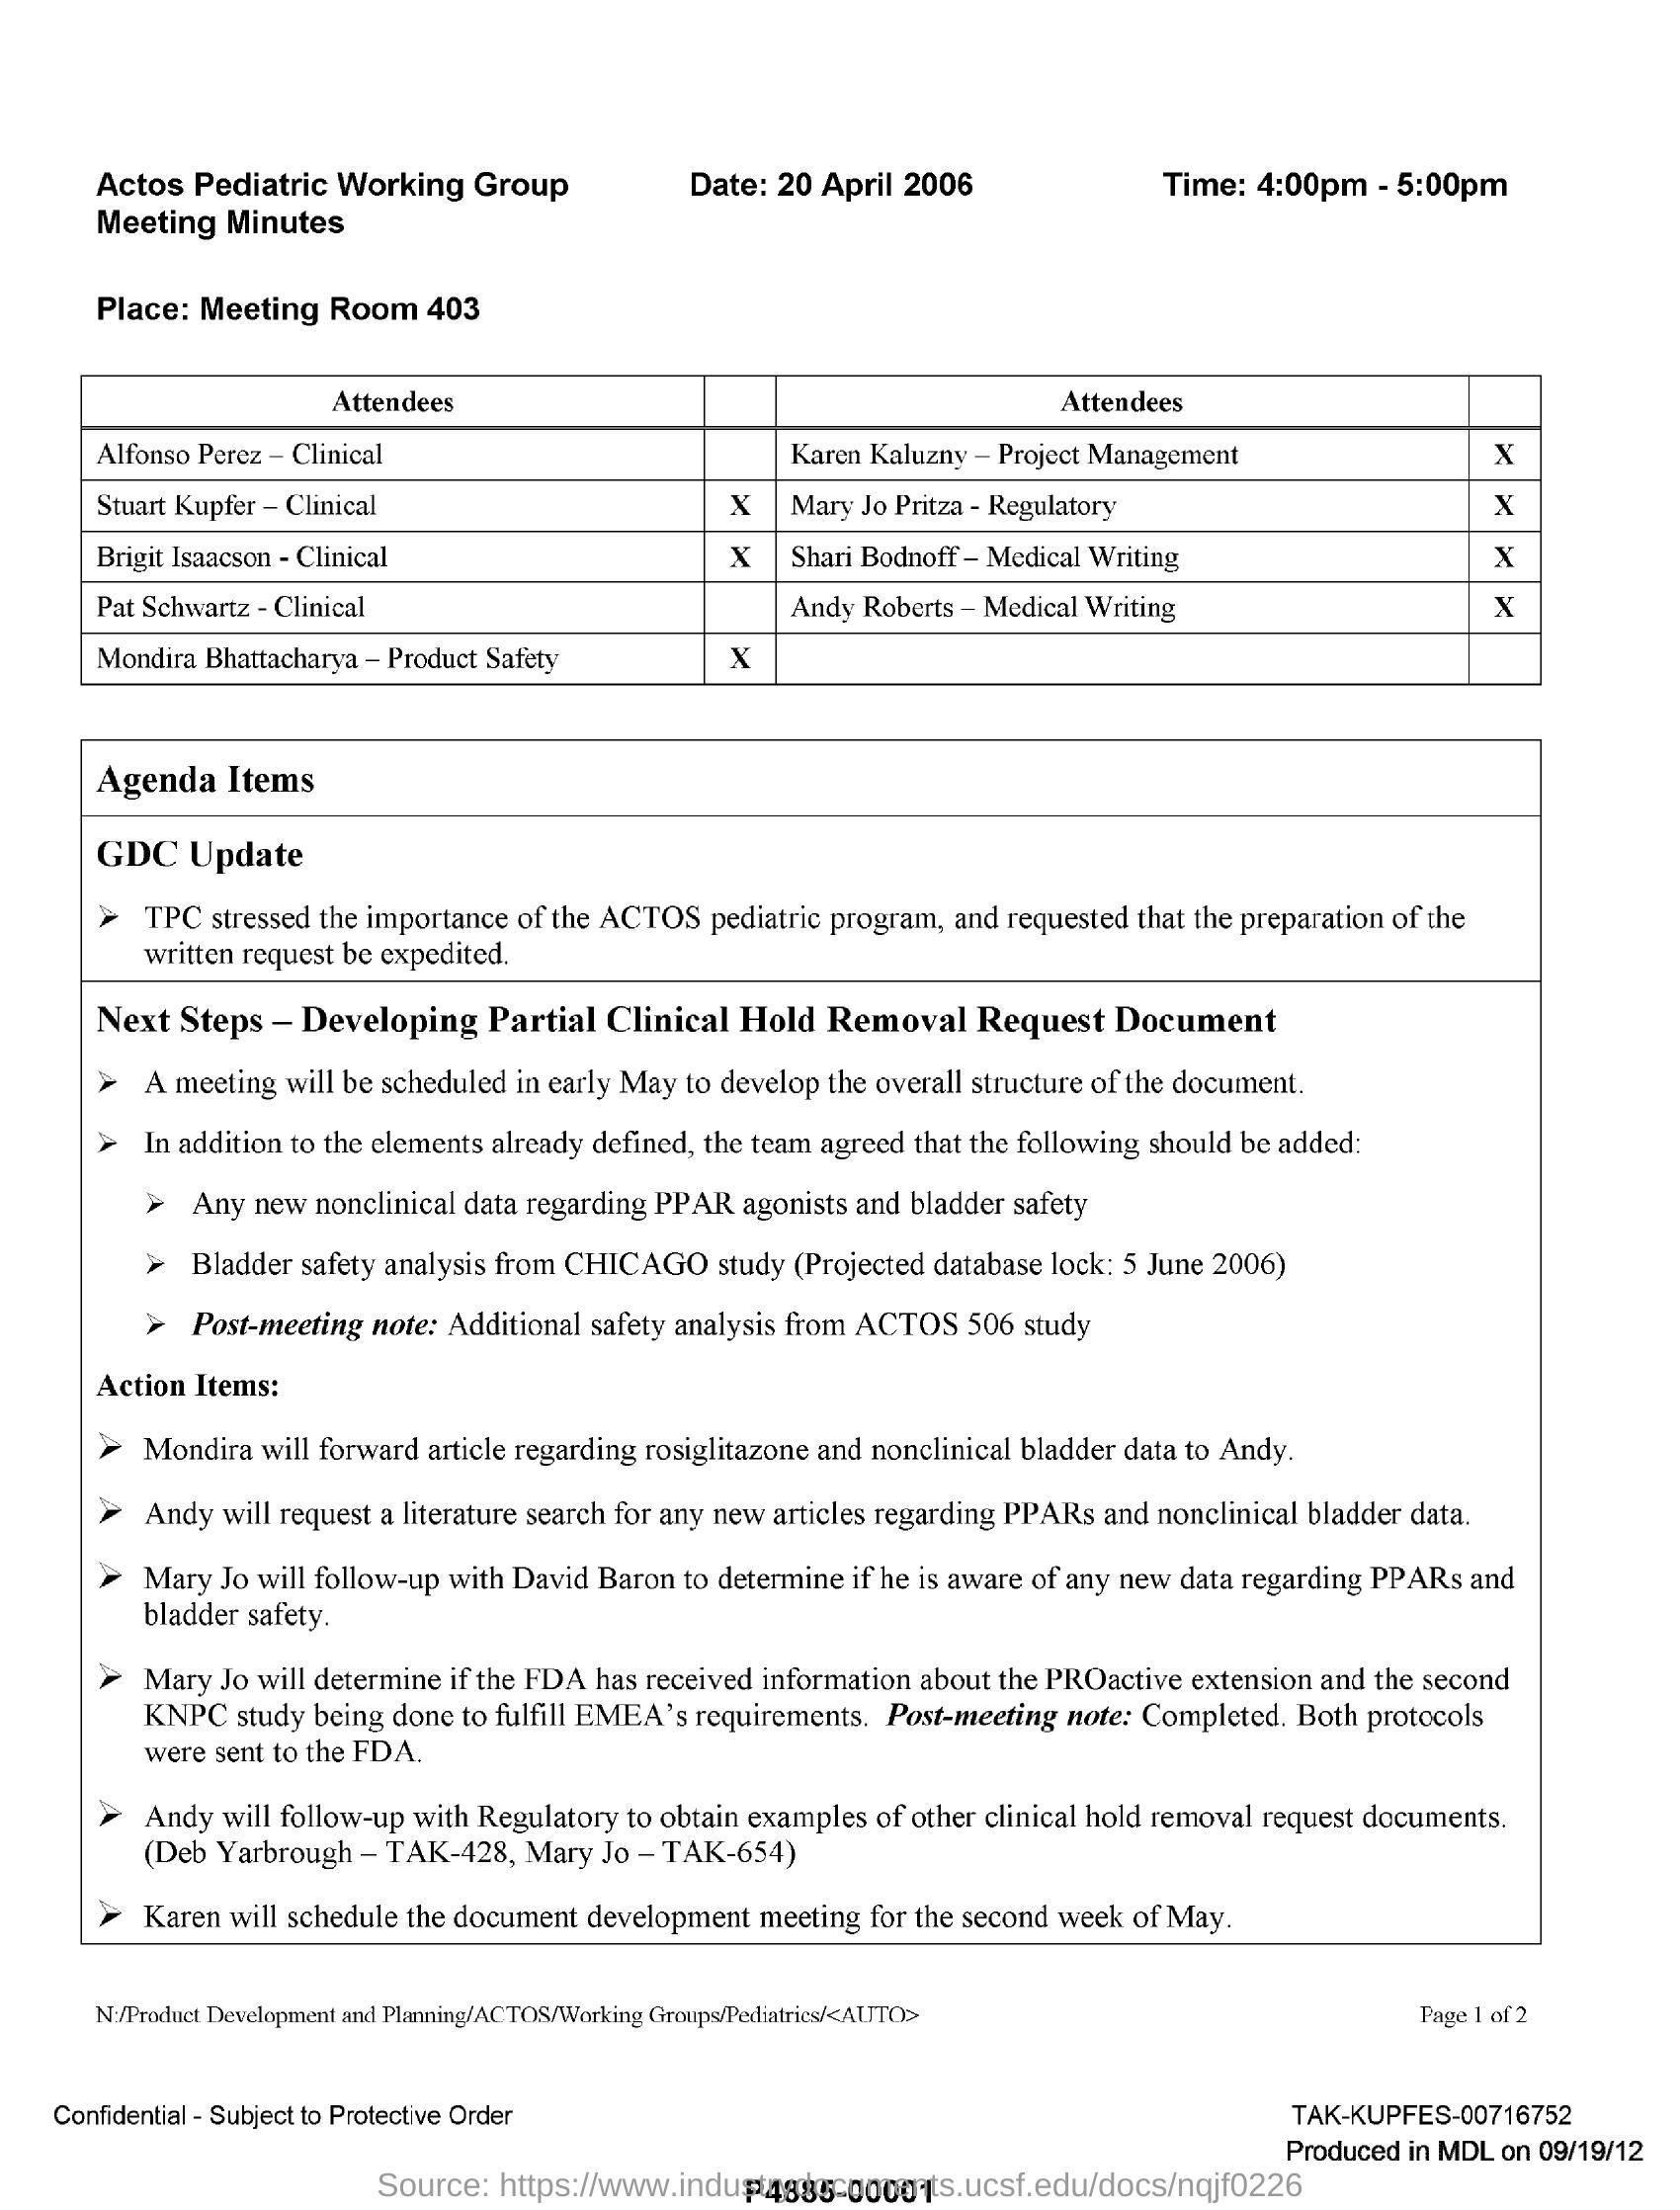 Actos Pediatric Working Group Date: 20 April 2006 Time: 4:00pm - 5:00pm
Meeting Minutes
Place: Meeting Room 403
Attendees Attendees
Alfonso Perez – Clinical Karen Kaluzny – Project Management X
Stuart Kupfer – Clinical X Mary Jo Pritza - Regulatory X
Brigit Isaacson - Clinical X Shari Bodnoff – Medical Writing X
Pat Schwartz - Clinical Andy Roberts – Medical Writing X
Mondira Bhattacharya – Product Safety X
Agenda Items
GDC Update
➢ TPC stressed the importance of the ACTOS pediatric program, and requested that the preparation of the
written request be expedited.
Next Steps – Developing Partial Clinical Hold Removal Request Document
➢ A meeting will be scheduled in early May to develop the overall structure of the document.
➢ In addition to the elements already defined, the team agreed that the following should be added:
➢ Any new nonclinical data regarding PPAR agonists and bladder safety
➢ Bladder safety analysis from CHICAGO study (Projected database lock: 5 June 2006)
➢ Post-meeting note: Additional safety analysis from ACTOS 506 study
Action Items:
➢ Mondira will forward article regarding rosiglitazone and nonclinical bladder data to Andy.
➢ Andy will request a literature search for any new articles regarding PPARs and nonclinical bladder data.
➢ Mary Jo will follow-up with David Baron to determine if he is aware of any new data regarding PPARs and
bladder safety.
➢ Mary Jo will determine if the FDA has received information about the PROactive extension and the second
KNPC study being done to fulfill EMEA's requirements. Post-meeting note: Completed. Both protocols
were sent to the FDA.
➢ Andy will follow-up with Regulatory to obtain examples of other clinical hold removal request documents.
(Deb Yarbrough – TAK-428, Mary Jo – TAK-654)
➢ Karen will schedule the document development meeting for the second week of May.
N:/Product Development and Planning/ACTOS/Working Groups/Pediatrics/<AUTO> Page 1 of 2
Confidential - Subject to Protective Order TAK-KUPFES-00716752
Produced in MDL on 09/19/12
Source: https://www.industrydocuments.ucsf.edu/docs/nqjf0226
P4885-00001